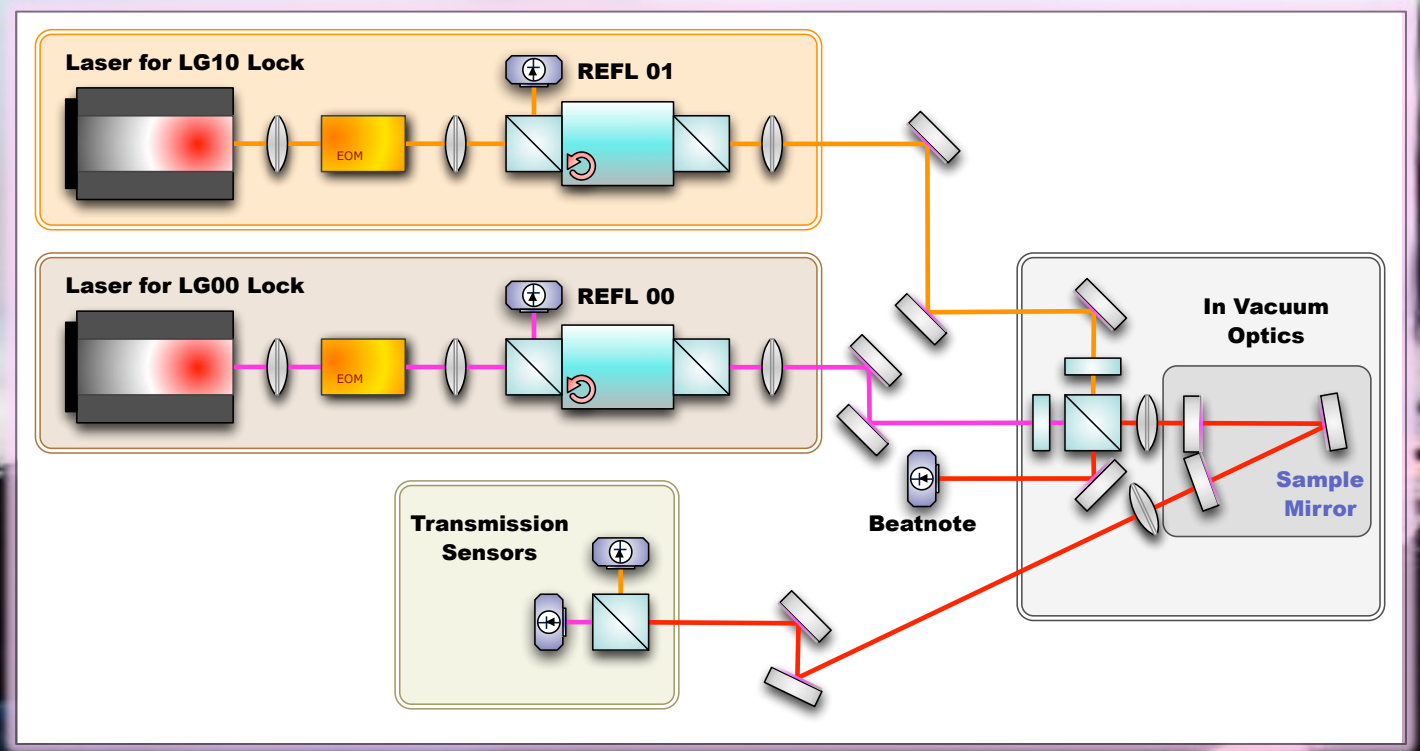 Laser for LG10 Lock
REFL 01
EOM
Laser for LG00 Lock
REFL 00
EOM
In Vacuum
Optics
Sample
Mirror
Beatnote
Transmission
Sensors